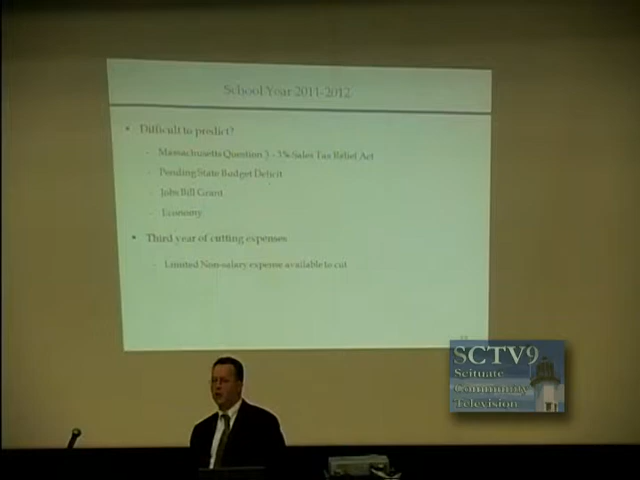 School Year 2011-2012
• Difficult to predict?
- Massachusetts Question 3 - 3% Sales Tax Relief Act
- Pending State Budget Deficit
- Jobs Bill Grant
- Economy
• Third year of cutting expenses
- Limited Non-salary expense available to cut
SCTV9
Scituate
Community
Television